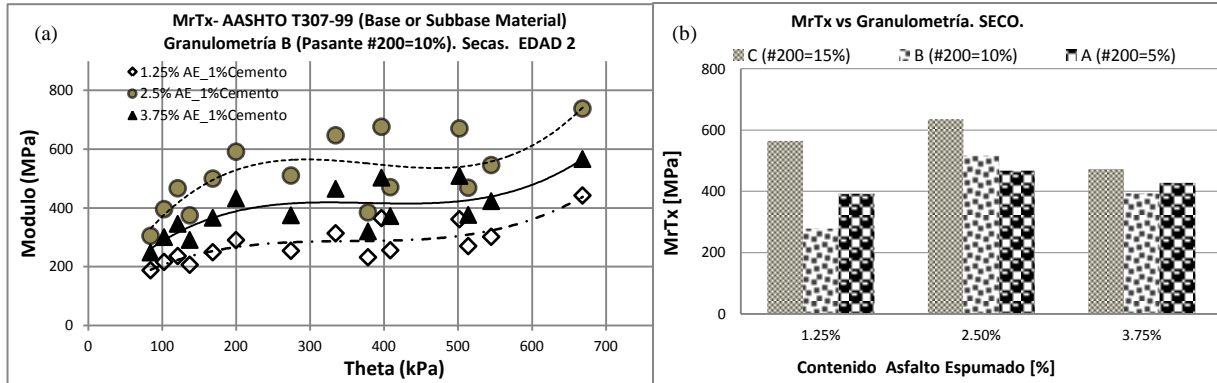 (a)
MrTx- AASHTO T307-99 (Base or Subbase Material)
Granulometría B (Pasante #200=10%). Secas. EDAD 2
1.25% AE_1%Cemento
2.5% AE_1%Cemento
3.75% AE_1%Cemento
Modulo (MPa)
800
600
400
200
0
0 100 200 300 400 500 600 700
Theta (kPa)
(b)
MrTx vs Granulometría. SECO.
C (#200=15%) B (#200=10%) A (#200=5%)
MrTx [MPa]
800
600
400
200
0
1.25% 2.50% 3.75%
Contenido Asfalto Espumado [%]